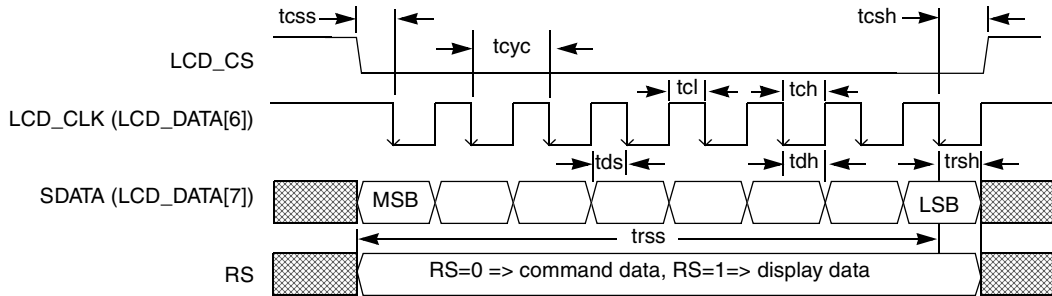 tcss
tcsh
tcyc
LCD_CS
tcl
tch
LCD_CLK (LCD_DATA[6])
tds
tdh
trsh
SDATA (LCD_DATA[7])
MSB
LSB
trss
RS
RS=0 => command data, RS=1=> display data